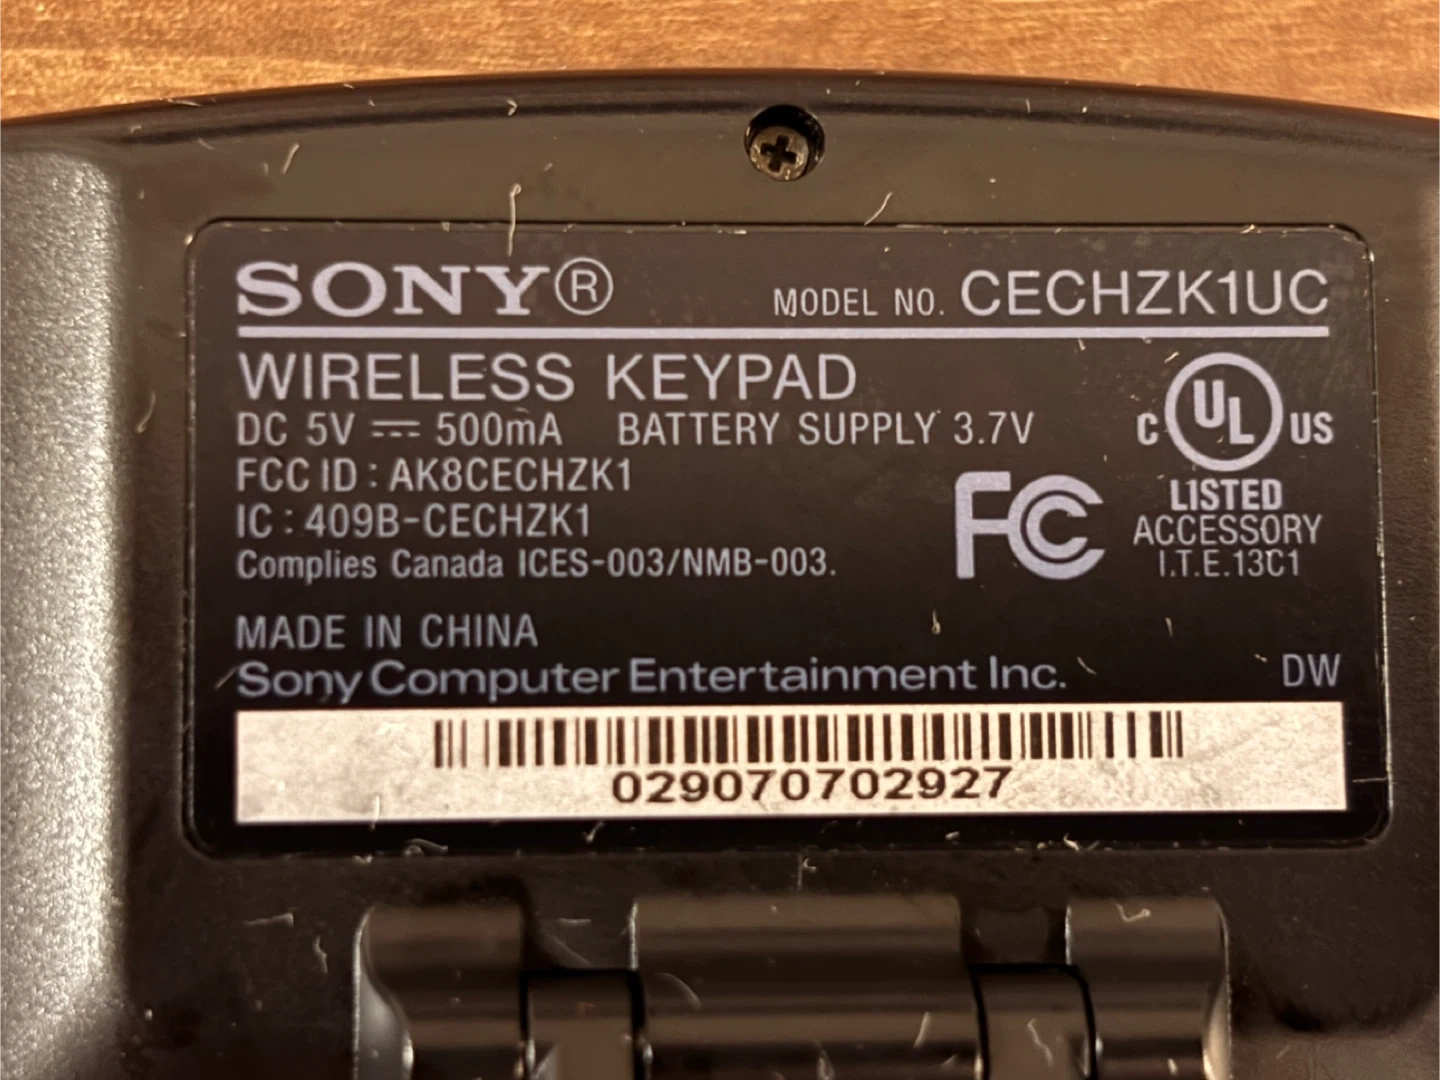 SONY®
MODEL NO. CECHZK1UC
WIRELESS KEYPAD
DC 5V ⎓ 500mA BATTERY SUPPLY 3.7V
FCC ID : AK8CECHZK1
IC : 409B-CECHZK1
Complies Canada ICES-003/NMB-003.
FC
C UL US
LISTED
ACCESSORY
I.T.E. 13C1
MADE IN CHINA
Sony Computer Entertainment Inc.
DW
029070702927